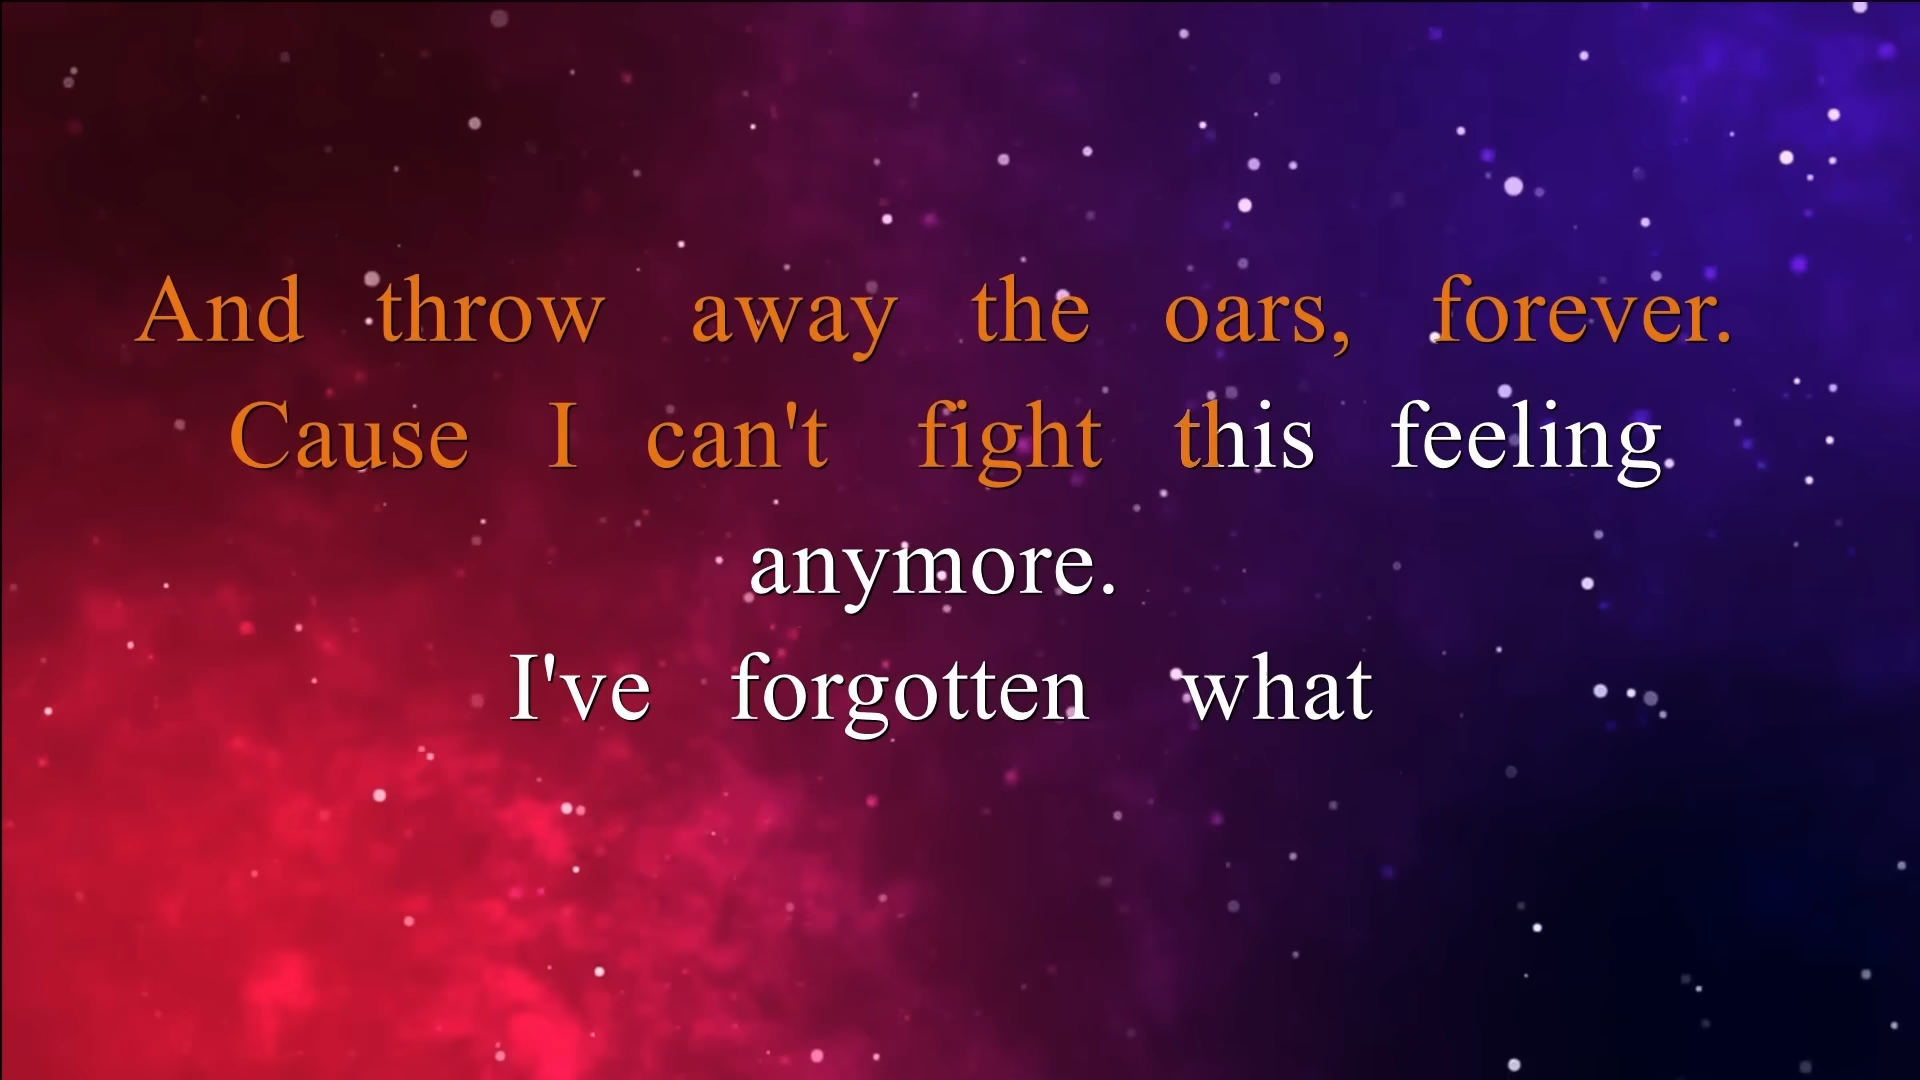 And throw away the oars, forever.
Cause I can't fight this feeling
anymore.
I've forgotten what